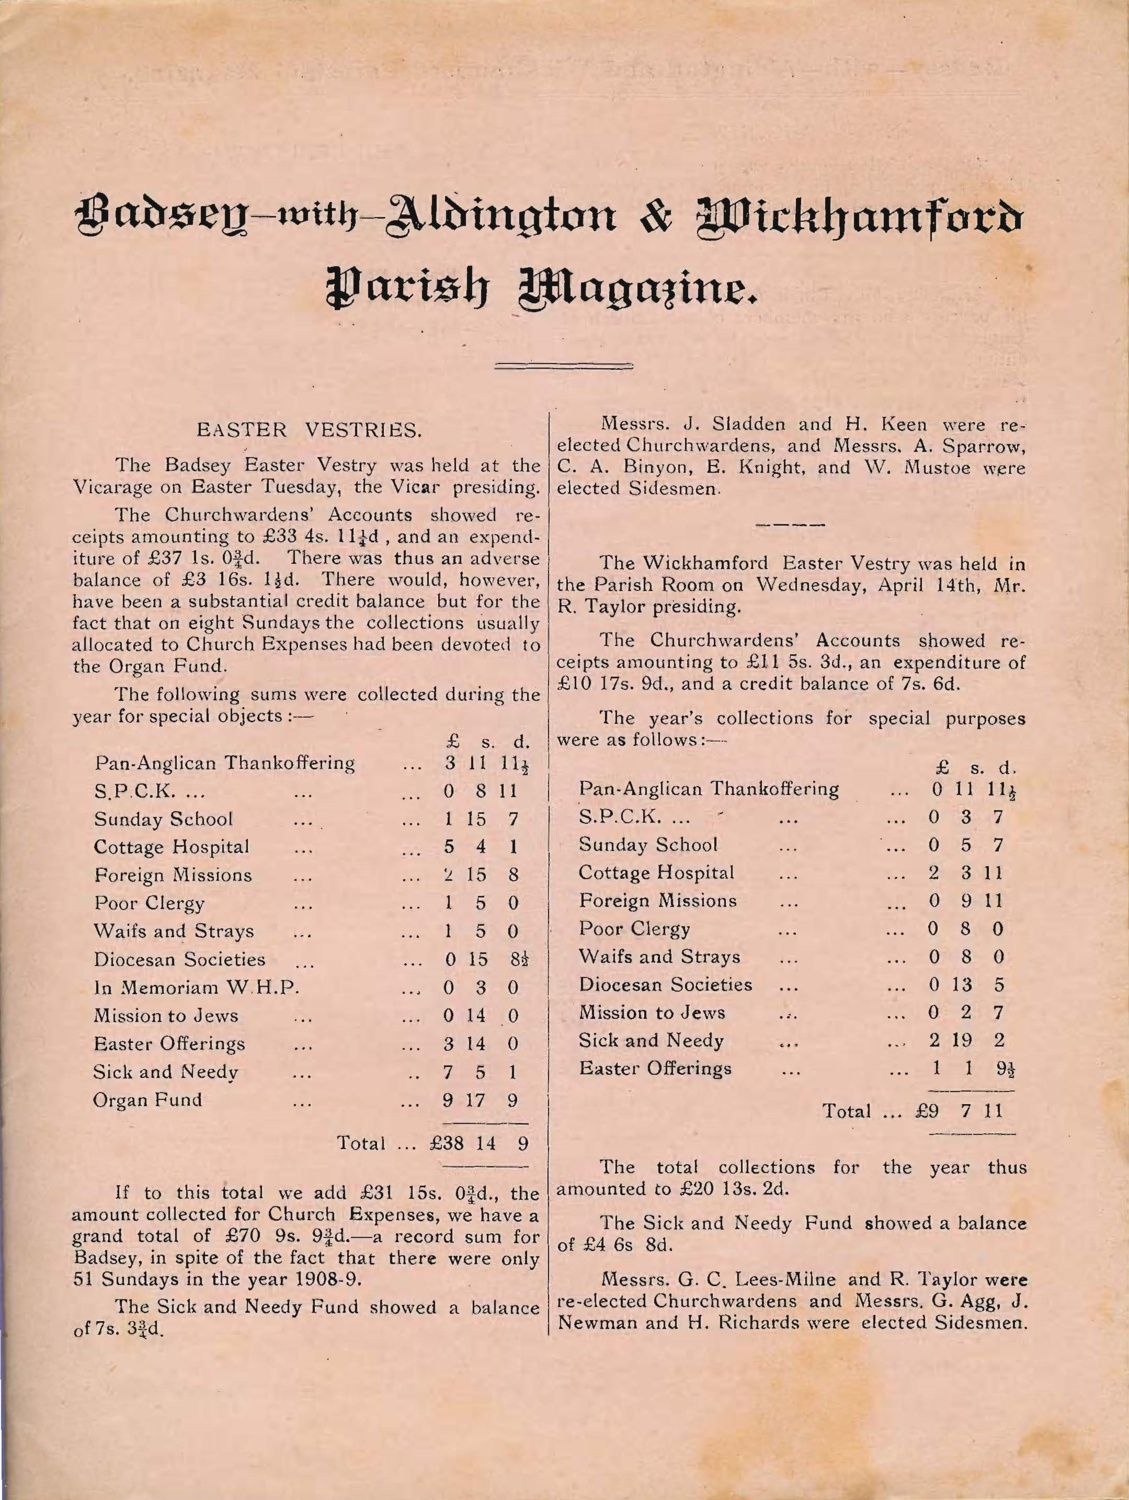 Badsey—with—Aldington & Wickhamford
Parish Magazine.
EASTER VESTRIES.
The Badsey Easter Vestry was held at the
Vicarage on Easter Tuesday, the Vicar presiding.
The Churchwardens' Accounts showed re-
ceipts amounting to £33 4s. 11¼d , and an expend-
iture of £37 1s. 0¾d. There was thus an adverse
balance of £3 16s. 1½d. There would, however,
have been a substantial credit balance but for the
fact that on eight Sundays the collections usually
allocated to Church Expenses had been devoted to
the Organ Fund.
The following sums were collected during the
year for special objects :—
£ s. d.
Pan-Anglican Thankoffering ... 3 11 11½
S.P.C.K. ... ... ... 0 8 11
Sunday School ... ... 1 15 7
Cottage Hospital ... ... 5 4 1
Foreign Missions ... ... 2 15 8
Poor Clergy ... ... 1 5 0
Waifs and Strays ... ... 1 5 0
Diocesan Societies ... ... 0 15 8½
In Memoriam W.H.P. ... 0 3 0
Mission to Jews ... ... 0 14 0
Easter Offerings ... ... 3 14 0
Sick and Needy ... .. 7 5 1
Organ Fund ... ... 9 17 9
Total ... £38 14 9
If to this total we add £31 15s. 0¾d., the
amount collected for Church Expenses, we have a
grand total of £70 9s. 9¾d.—a record sum for
Badsey, in spite of the fact that there were only
51 Sundays in the year 1908-9.
The Sick and Needy Fund showed a balance
of 7s. 3¾d.
Messrs. J. Sladden and H. Keen were re-
elected Churchwardens, and Messrs. A. Sparrow,
C. A. Binyon, E. Knight, and W. Mustoe were
elected Sidesmen.
The Wickhamford Easter Vestry was held in
the Parish Room on Wednesday, April 14th, Mr.
R. Taylor presiding.
The Churchwardens' Accounts showed re-
ceipts amounting to £11 5s. 3d., an expenditure of
£10 17s. 9d., and a credit balance of 7s. 6d.
The year's collections for special purposes
were as follows :—
£ s. d.
Pan-Anglican Thankoffering ... 0 11 11½
S.P.C.K. ... ... ... 0 3 7
Sunday School ... ... 0 5 7
Cottage Hospital ... ... 2 3 11
Foreign Missions ... ... 0 9 11
Poor Clergy ... ... 0 8 0
Waifs and Strays ... ... 0 8 0
Diocesan Societies ... ... 0 13 5
Mission to Jews ... ... 0 2 7
Sick and Needy ... ... 2 19 2
Easter Offerings ... ... 1 1 9½
Total ... £9 7 11
The total collections for the year thus
amounted to £20 13s. 2d.
The Sick and Needy Fund showed a balance
of £4 6s 8d.
Messrs. G. C. Lees-Milne and R. Taylor were
re-elected Churchwardens and Messrs. G. Agg, J.
Newman and H. Richards were elected Sidesmen.